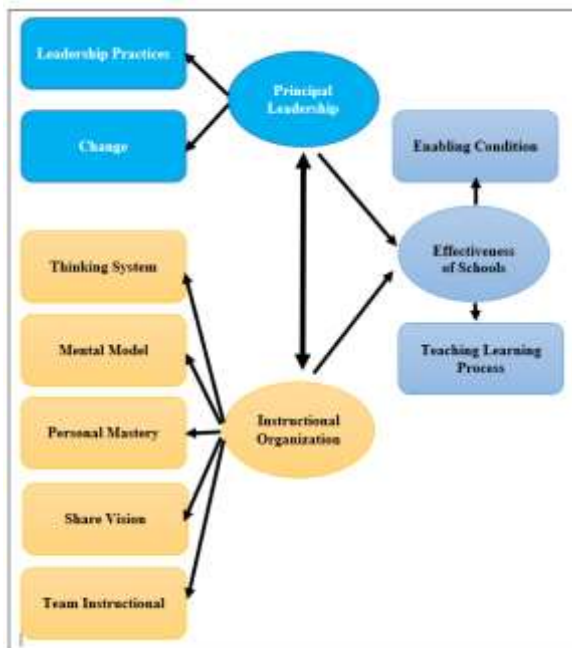 Leadership Practices
Principal
Leadership
Change
Enabling Condition
Effectiveness
of Schools
Thinking System
Mental Model
Teaching Learning
Process
Personal Mastery
Instructional
Organization
Share Vision
Team Instructional